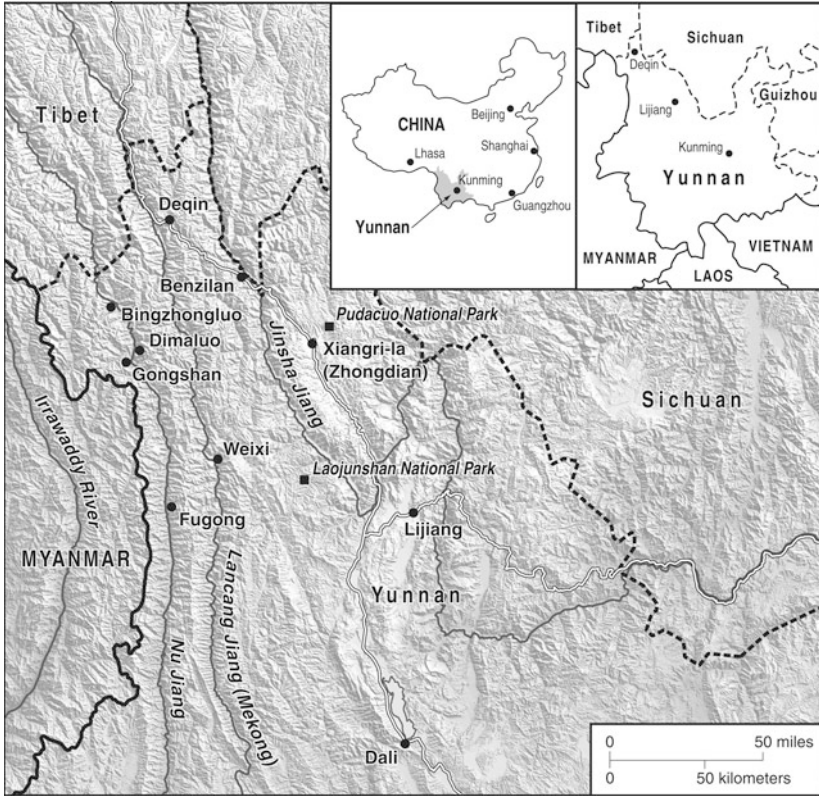 Tibet
Deqin
Benzilan
Bingzhongluo
Dimaluo
Gongshan
Pudacuo National Park
Xiangri-la
(Zhongdian)
Jinsha Jiang
Sichuan
Irrawaddy River
Weixi
Laojunshan National Park
Fugong
Lijiang
MYANMAR
Yunnan
Nu Jiang
Lancang Jiang (Mekong)
Dali
0 50 miles
0 50 kilometers
CHINA
Beijing
Shanghai
Lhasa
Kunming
Guangzhou
Yunnan
Tibet
Sichuan
Deqin
Guizhou
Lijiang
Kunming
Yunnan
MYANMAR
VIETNAM
LAOS